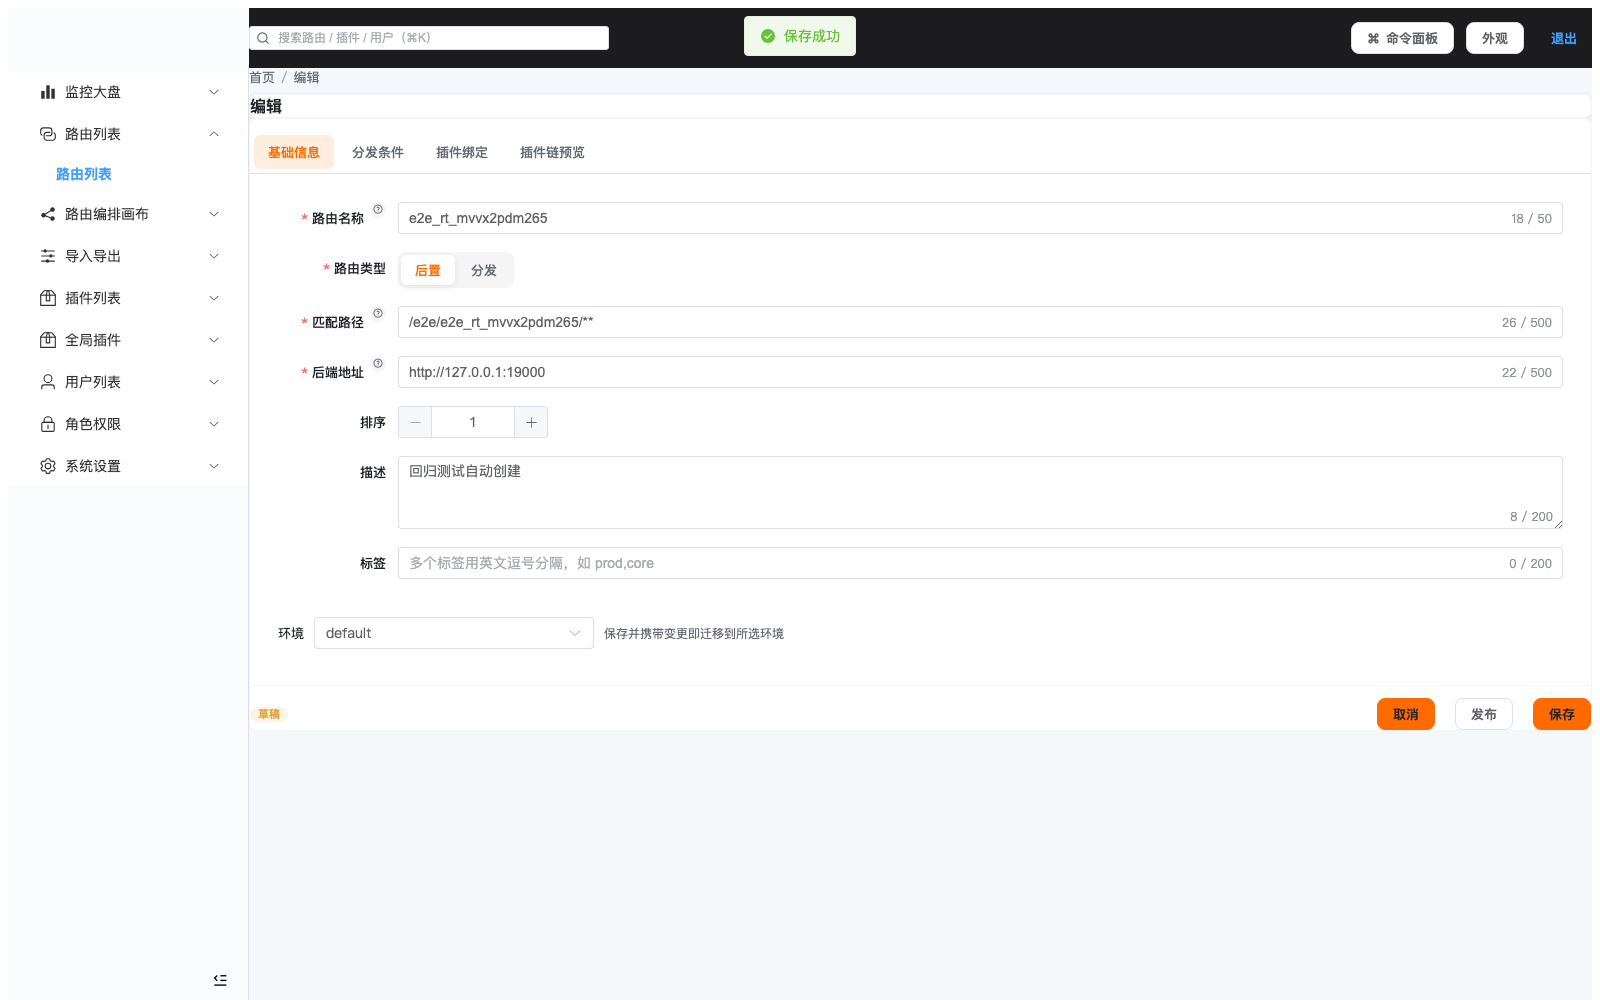 搜索路由 / 插件 / 用户（⌘K）
保存成功
⌘ 命令面板
外观
退出
监控大盘
路由列表
路由列表
路由编排画布
导入导出
插件列表
全局插件
用户列表
角色权限
系统设置
首页 / 编辑
编辑
基础信息
分发条件
插件绑定
插件链预览
* 路由名称
e2e_rt_mvvx2pdm265
18 / 50
* 路由类型
后置
分发
* 匹配路径
/e2e/e2e_rt_mvvx2pdm265/**
26 / 500
* 后端地址
http://127.0.0.1:19000
22 / 500
排序
1
描述
回归测试自动创建
8 / 200
标签
多个标签用英文逗号分隔，如 prod,core
0 / 200
环境
default
保存并携带变更即迁移到所选环境
草稿
取消
发布
保存